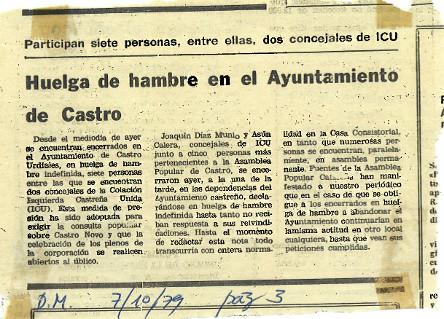 Participan siete personas, entre ellas, dos concejales de ICU
Huelga de hambre en el Ayuntamiento
de Castro
Desde el mediodía de ayer
se encuentran encerrados en
el Ayuntamiento de Castro
Urdiales, en huelga de ham-
bre indefinida, siete personas
entre las que se encuentran
dos concejales de la Colación
Izquierda Castreña Unida
(ICU). Esta medida de pre-
sión ha sido adoptada para
exigir la consulta popular
sobre Castro Novo y que la
celebración de los plenos de
la corporación se realicen
abiertos al úblico.
Joaquín Díaz Munio y Asún
Calera, concejales de ICU
junto a cinco personas más
pertenecientes a la Asamblea
Popular de Castro, se ence-
rraron ayer, a la una de la
tarde, en los dependencias del
Ayuntamiento castreño, decla-
rándose en huelga de hambre
indefinida hasta tanto no reci-
ban respuesta a sus reivindi-
caciones. Hasta el momento
de redactar esta nota todo
transcurría con entera norma-
lidad en la Casa Consistorial,
en tanto que numerosas per-
sonas se encuentran, paralela-
mente, en asamblea perma-
nente. Fuentes de la Asamblea
Popular han
manifestado a nuestro periódico
que en el caso de que se obli-
gue a los encerrados en huel-
ga de hambre a abandonar el
Ayuntamiento continuarían en
la misma actitud en otro local
cualquiera, hasta que vean sus
peticiones cumplidas.
D.M. 7/10/79 pág 3